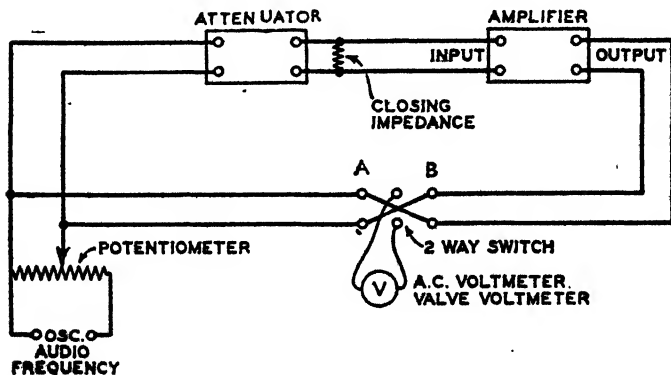 ATTENUATOR
AMPLIFIER
INPUT
OUTPUT
CLOSING
IMPEDANCE
A
B
POTENTIOMETER
2 WAY SWITCH
V
A.C. VOLTMETER.
VALVE VOLTMETER
OSC.
AUDIO
FREQUENCY